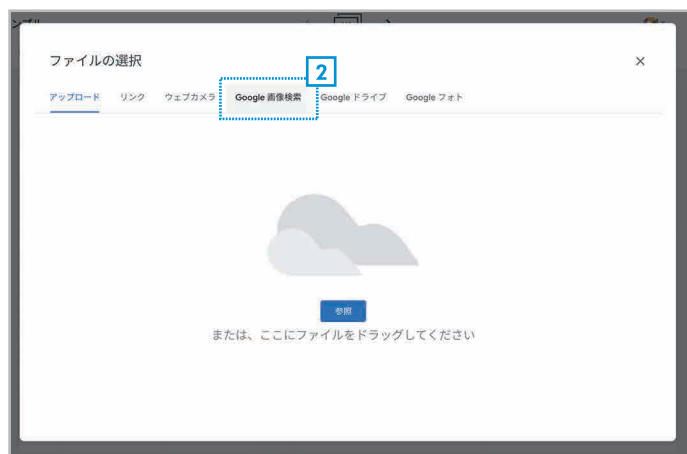 ンプル
ファイルの選択
×
2
アップロード リンク ウェブカメラ Google 画像検索 Google ドライブ Google フォト
参照
または、ここにファイルをドラッグしてください